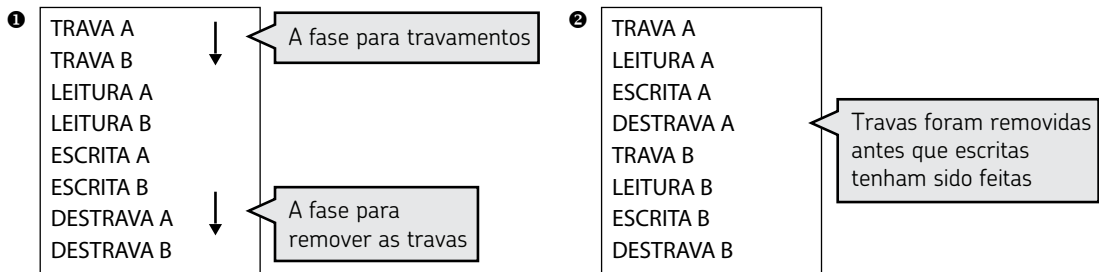 ❶
TRAVA A
TRAVA B
LEITURA A
LEITURA B
ESCRITA A
ESCRITA B
DESTRAVA A
DESTRAVA B
A fase para travamentos
A fase para
remover as travas
❷
TRAVA A
LEITURA A
ESCRITA A
DESTRAVA A
TRAVA B
LEITURA B
ESCRITA B
DESTRAVA B
Travas foram removidas
antes que escritas
tenham sido feitas